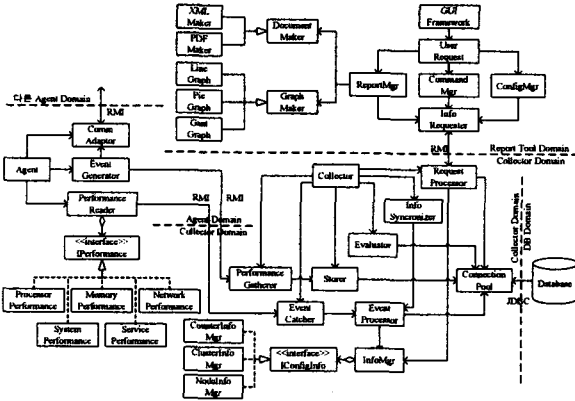 XML
Maker
PDF
Maker
Document
Maker
Line
Graph
Pie
Graph
Gantt
Graph
Graph
Maker
GUI
Framework
User
Request
ReportMgr
Command
Mgr
ConfigMgr
Info
Requester
RMI
Report Tool Domain
Collector Domain
다른 Agent Domain
RMI
Comm
Adaptor
Agent
Event
Generator
Performance
Reader
RMI
RMI
Agent Domain
Collector Domain
<<interface>>
IPerformance
Processor
Performance
Memory
Performance
Network
Performance
System
Performance
Service
Performance
Collector
Request
Processor
Info
Syncronizer
Evaluator
Performance
Gatherer
Storer
Connection
Pool
Collector Domain
DB Domain
Database
JDBC
Event
Catcher
Event
Processor
CounterInfo
Mgr
ClusterInfo
Mgr
NodeInfo
Mgr
<<interface>>
IConfigInfo
InfoMgr